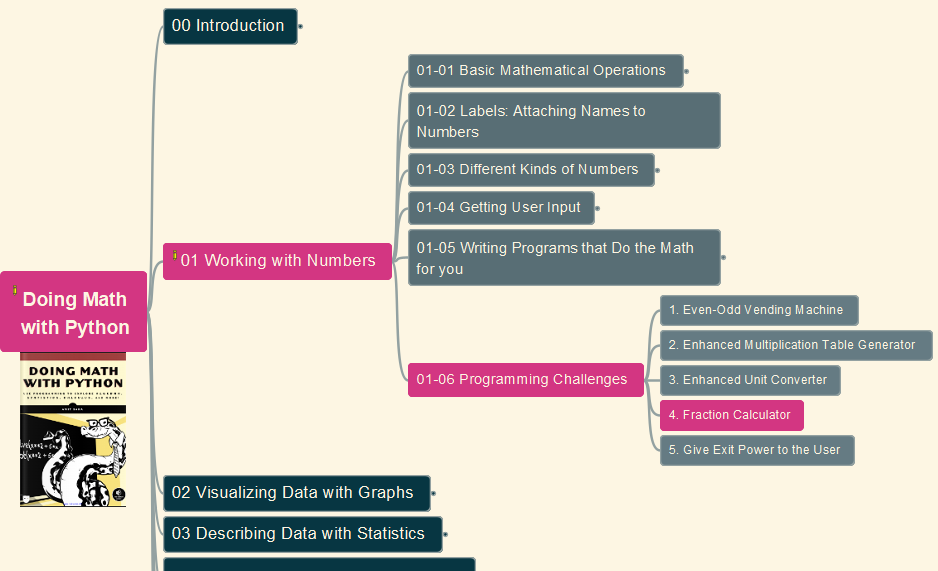 00 Introduction
01-01 Basic Mathematical Operations
01-02 Labels: Attaching Names to
Numbers
01-03 Different Kinds of Numbers
01-04 Getting User Input
01-05 Writing Programs that Do the Math
for you
01 Working with Numbers
Doing Math
with Python
1. Even-Odd Vending Machine
2. Enhanced Multiplication Table Generator
3. Enhanced Unit Converter
4. Fraction Calculator
5. Give Exit Power to the User
01-06 Programming Challenges
DOING MATH
WITH PYTHON
02 Visualizing Data with Graphs
03 Describing Data with Statistics